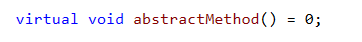 virtual void abstractMethod() = 0;